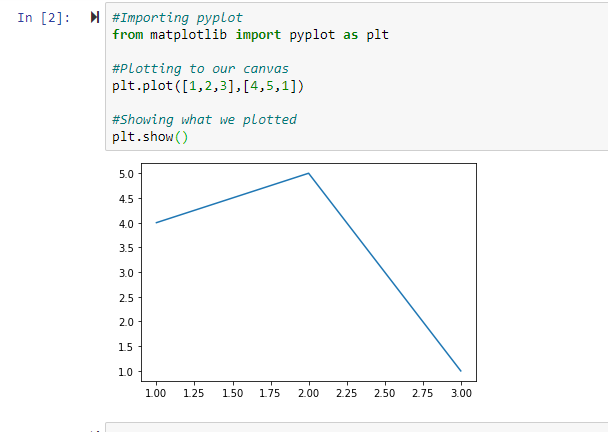 In [2]:
#Importing pyplot
from matplotlib import pyplot as plt
#Plotting to our canvas
plt.plot([1,2,3],[4,5,1])
#Showing what we plotted
plt.show()
5.0
4.5
4.0
3.5
3.0
2.5
2.0
1.5
1.0
1.00 1.25 1.50 1.75 2.00 2.25 2.50 2.75 3.00